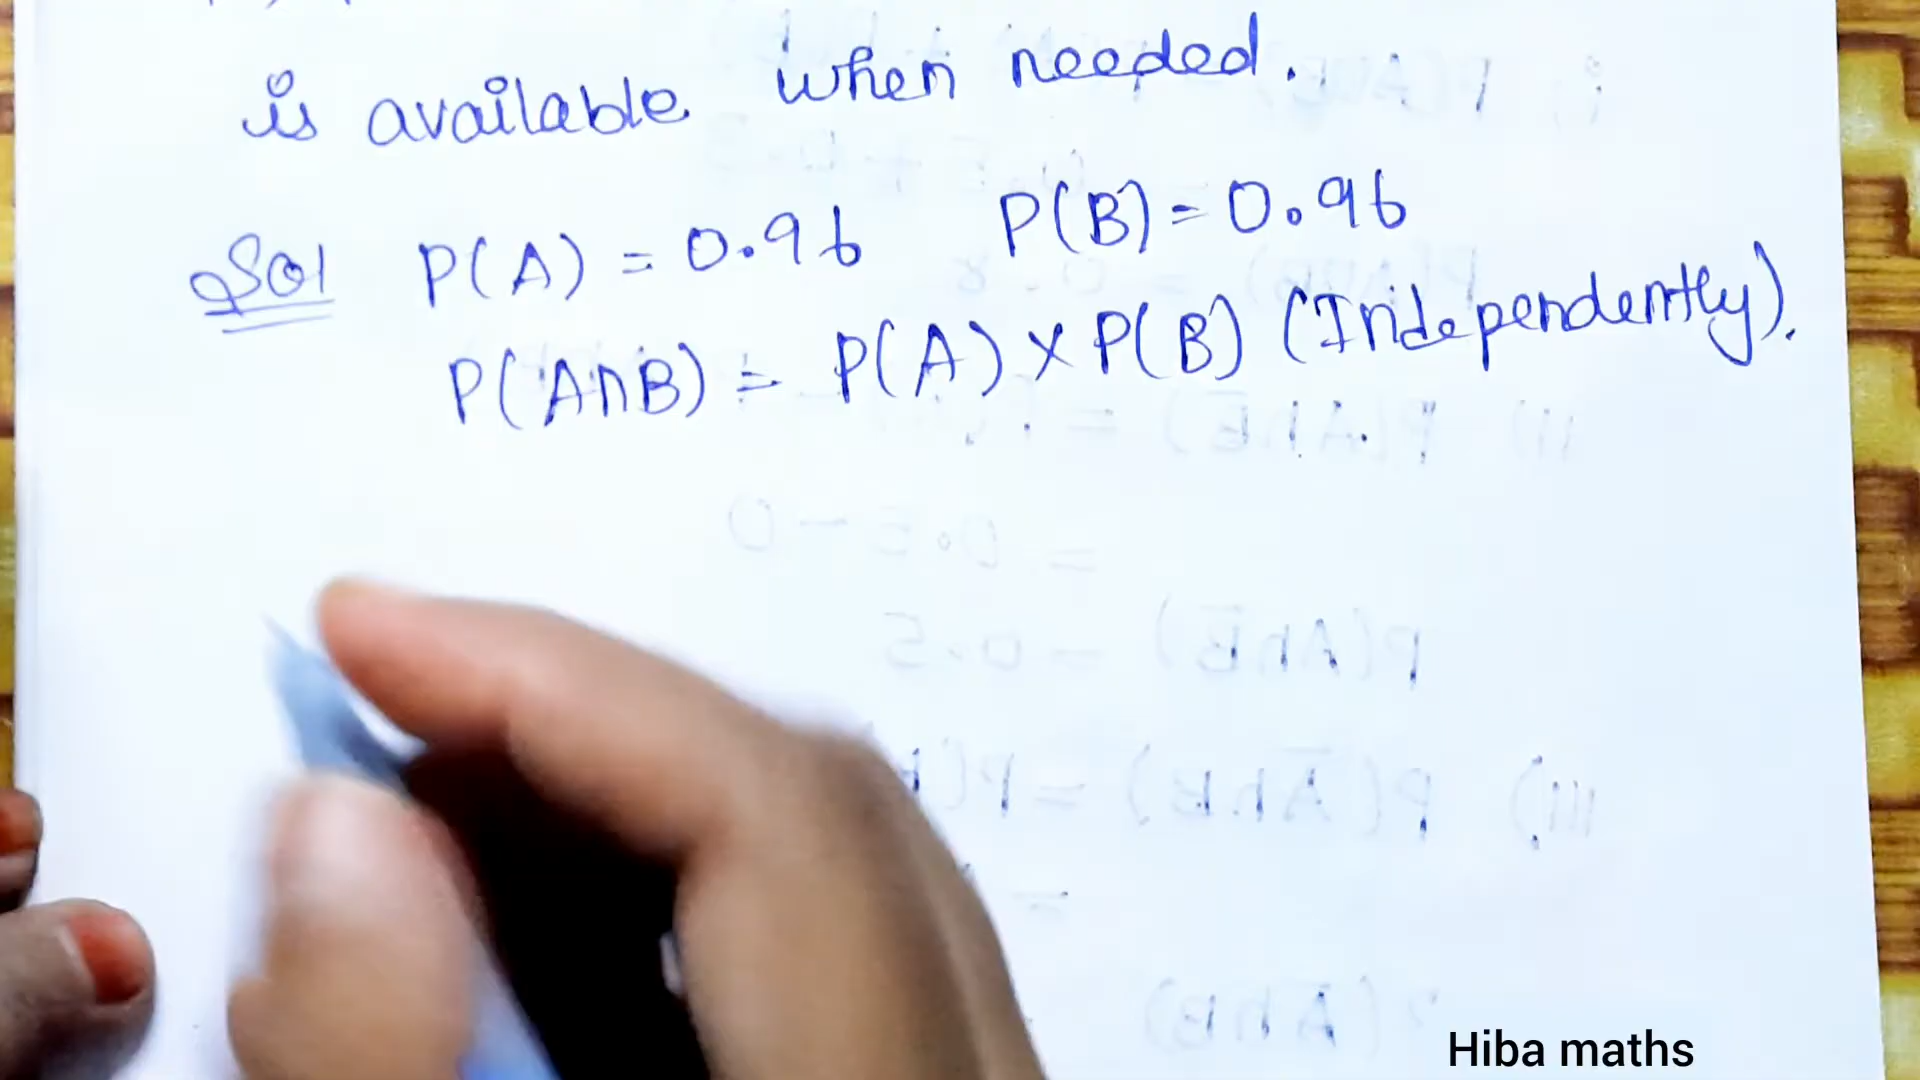 is available when needed.
Sol P(A) = 0.96 P(B) = 0.96
P(A∩B) = P(A) x P(B) (Independently).
Hiba maths